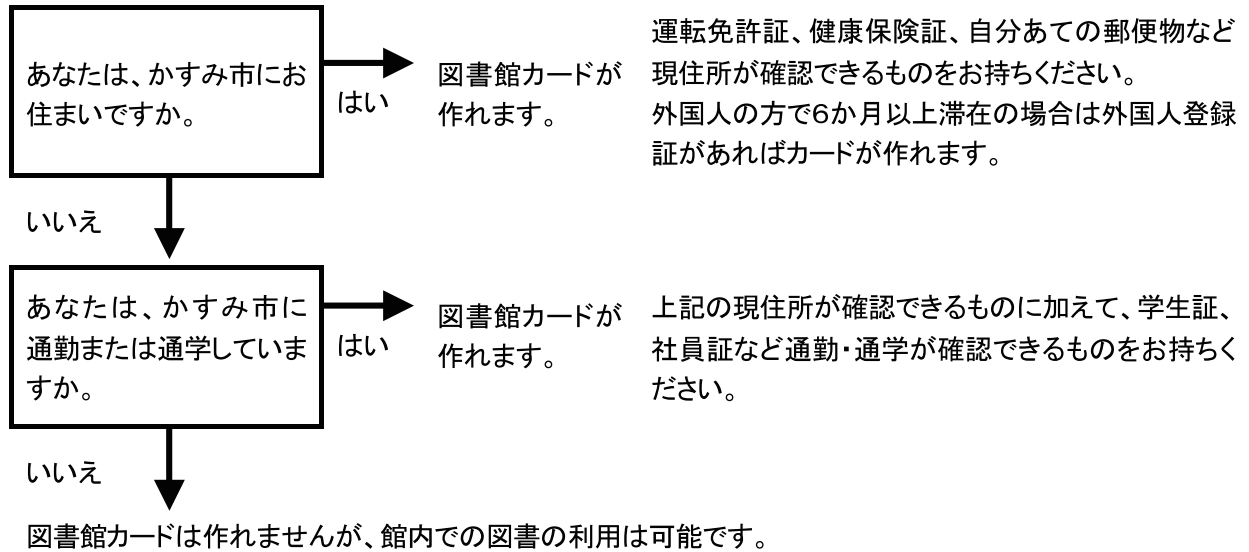 あなたは、かすみ市にお
住まいですか。
はい
図書館カードが
作れます。
運転免許証、健康保険証、自分あての郵便物など
現住所が確認できるものをお持ちください。
外国人の方で6か月以上滞在の場合は外国人登録
証があればカードが作れます。
いいえ
あなたは、かすみ市に
通勤または通学していま
すか。
はい
図書館カードが
作れます。
上記の現住所が確認できるものに加えて、学生証、
社員証など通勤・通学が確認できるものをお持ちく
ださい。
いいえ
図書館カードは作れませんが、館内での図書の利用は可能です。